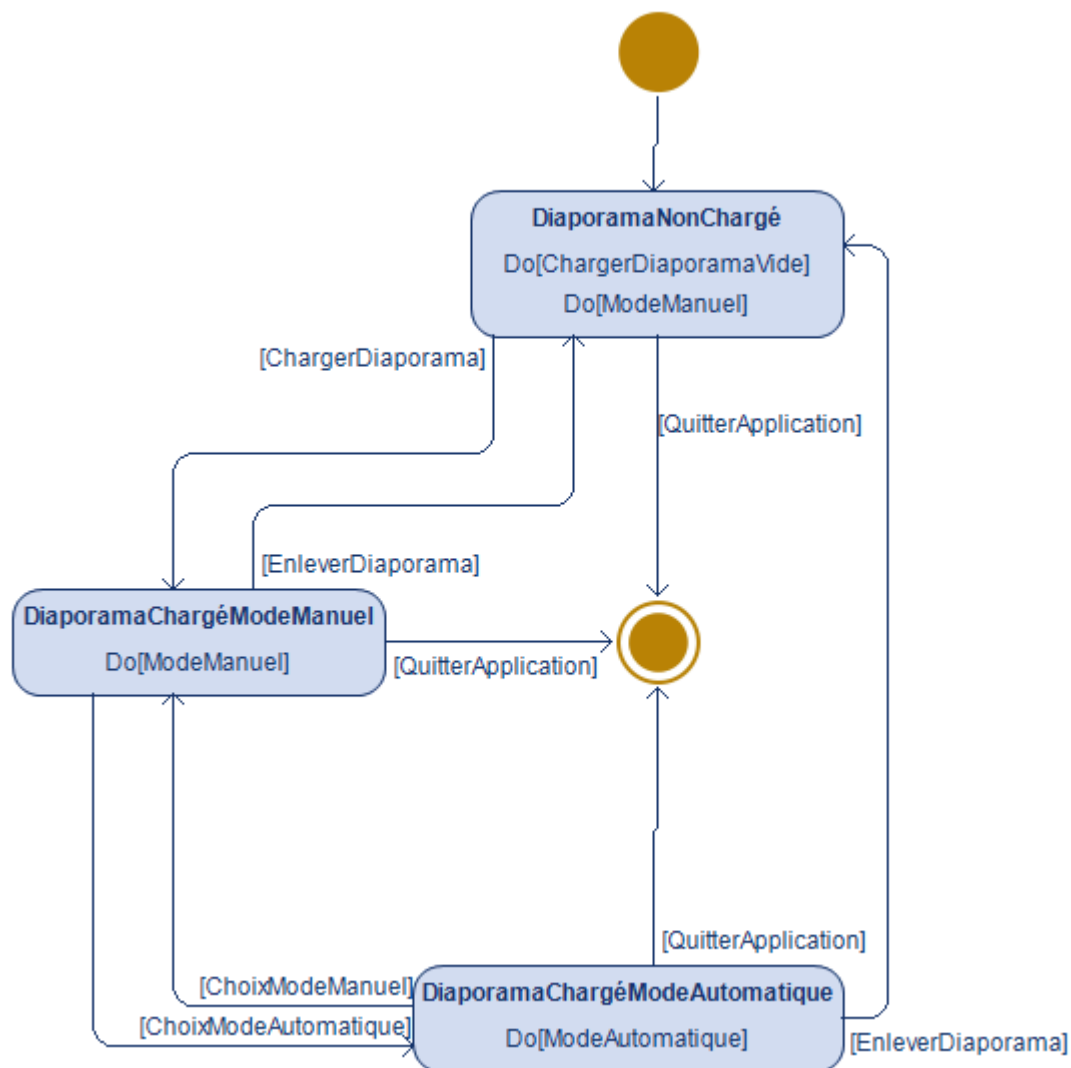 DiaporamaNonChargé
Do[ChargerDiaporamaVide]
Do[ModeManuel]
[ChargerDiaporama]
[QuitterApplication]
[EnleverDiaporama]
DiaporamaChargéModeManuel
Do[ModeManuel]
[QuitterApplication]
[QuitterApplication]
[ChoixModeManuel]
[ChoixModeAutomatique]
DiaporamaChargéModeAutomatique
Do[ModeAutomatique]
[EnleverDiaporama]